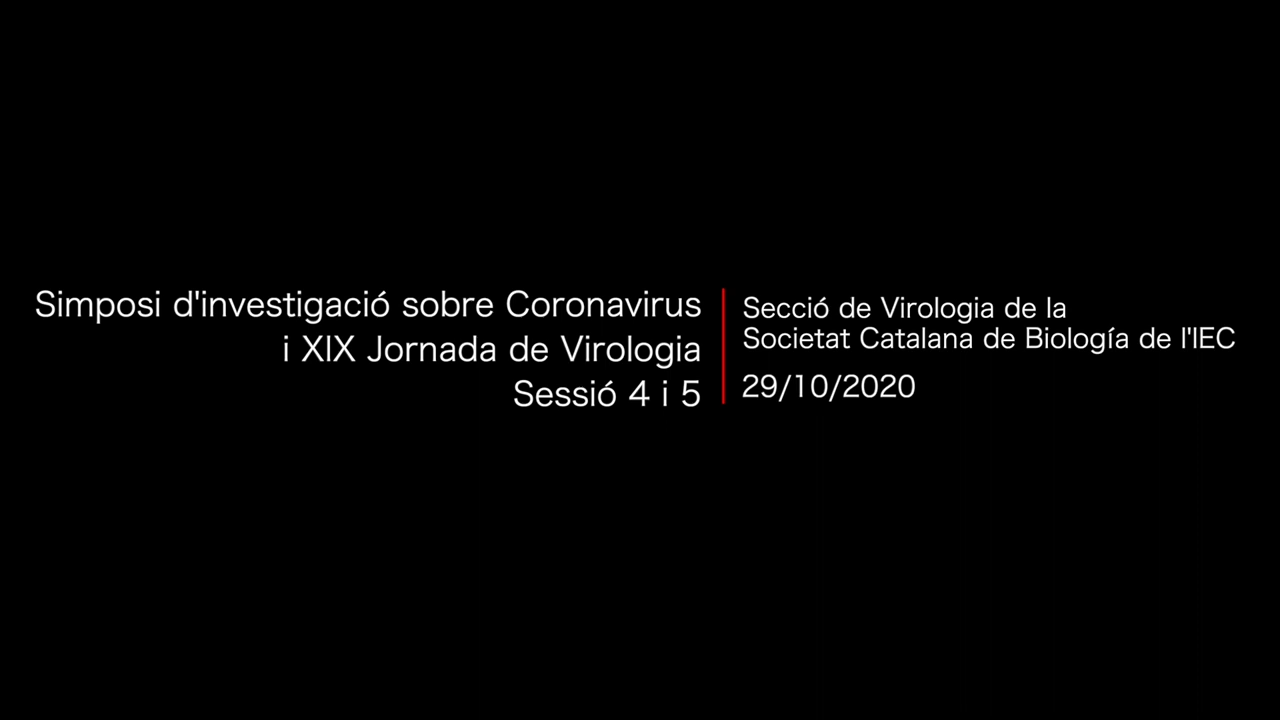 Simposi d'investigació sobre Coronavirus
i XIX Jornada de Virologia
Sessió 4 i 5
Secció de Virologia de la
Societat Catalana de Biología de l'IEC
29/10/2020